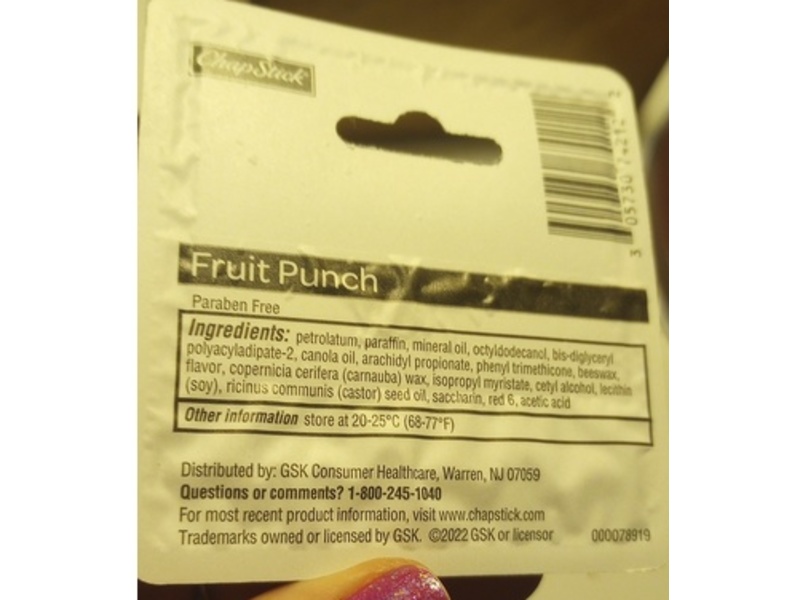 ChapStick
3 05730 74212 2
Fruit Punch
Paraben Free
Ingredients: petrolatum, paraffin, mineral oil, octyldodecanol, bis-diglyceryl
polyacyladipate-2, canola oil, arachidyl propionate, phenyl trimethicone, beeswax,
flavor, copernicia cerifera (carnauba) wax, isopropyl myristate, cetyl alcohol, lecithin
(soy), ricinus communis (castor) seed oil, saccharin, red 6, acetic acid
Other information store at 20-25°C (68-77°F)
Distributed by: GSK Consumer Healthcare, Warren, NJ 07059
Questions or comments? 1-800-245-1040
For most recent product information, visit www.chapstick.com
Trademarks owned or licensed by GSK. ©2022 GSK or licensor 000078919